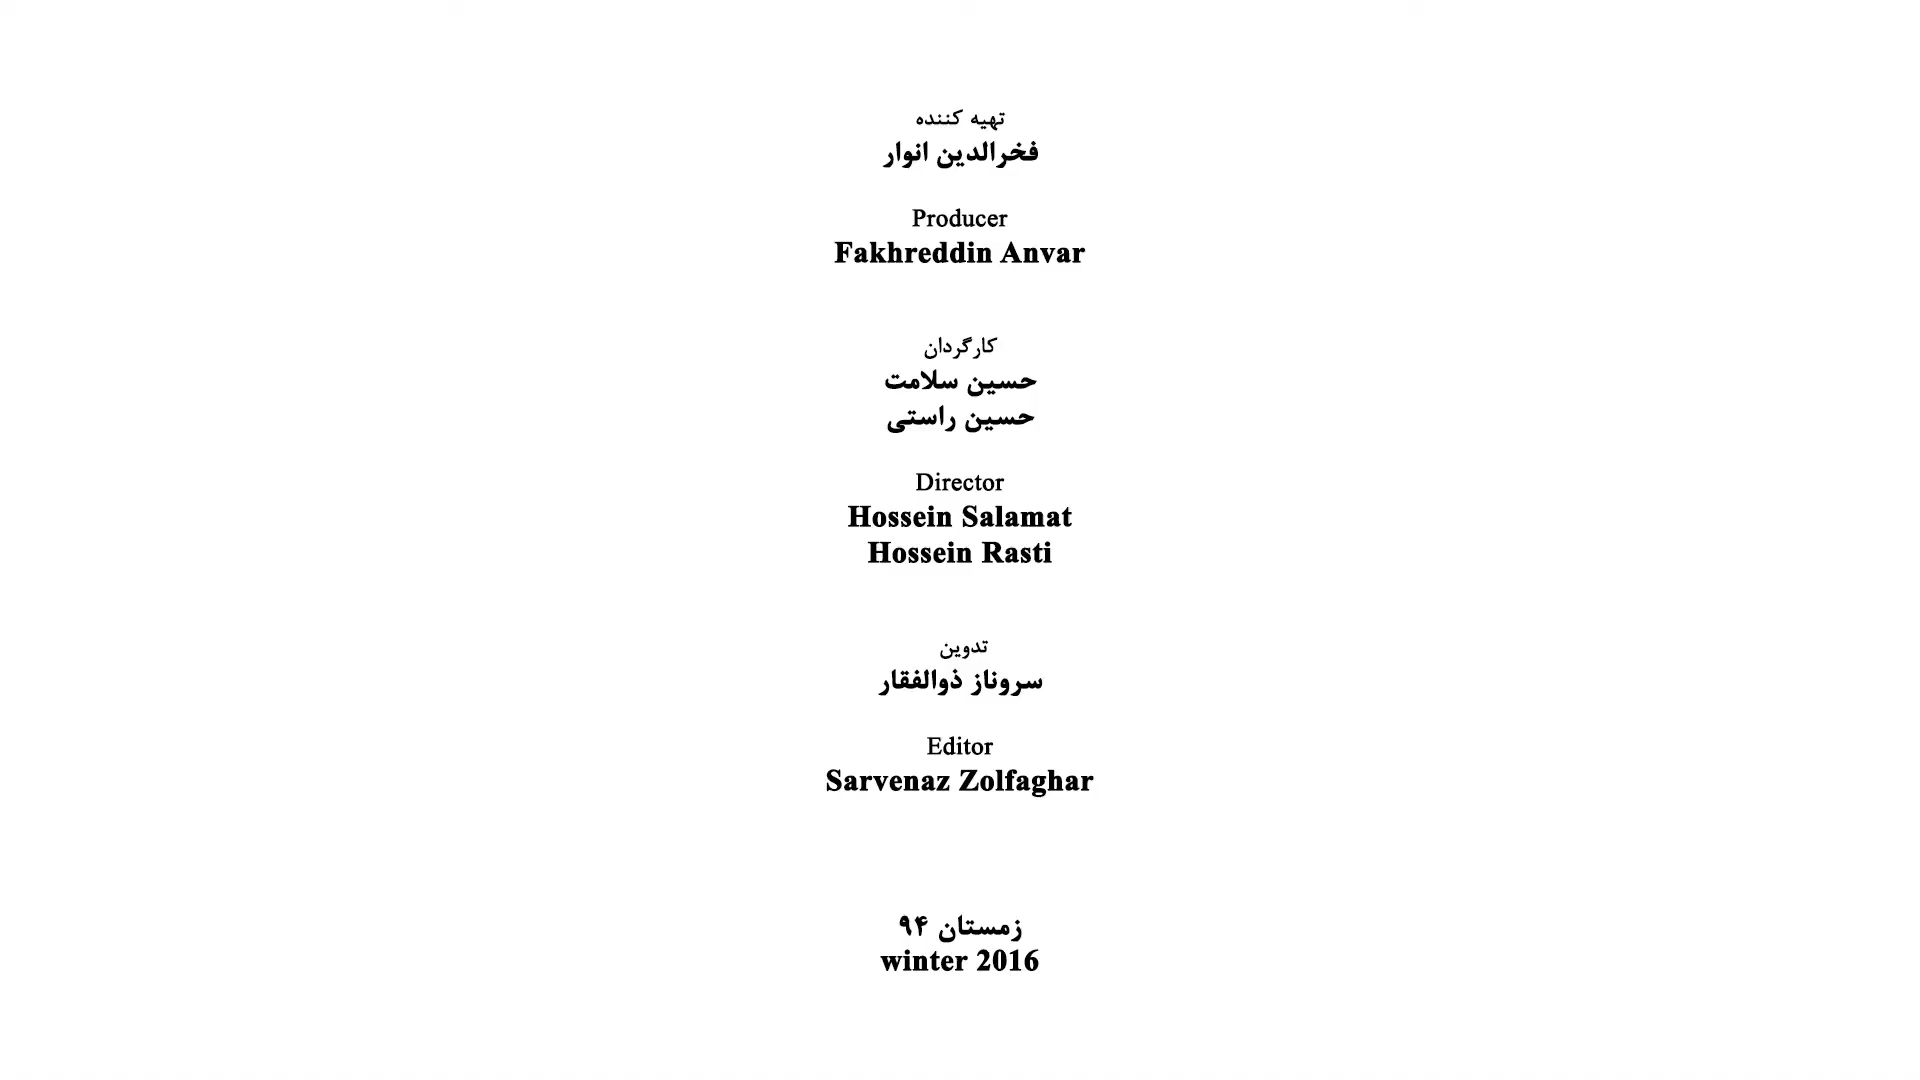 تهیه کننده
فخرالدین انوار
Producer
Fakhreddin Anvar
کارگردان
حسین سلامت
حسین راستی
Director
Hossein Salamat
Hossein Rasti
تدوین
سروناز ذوالفقار
Editor
Sarvenaz Zolfaghar
زمستان ۹۴
winter 2016